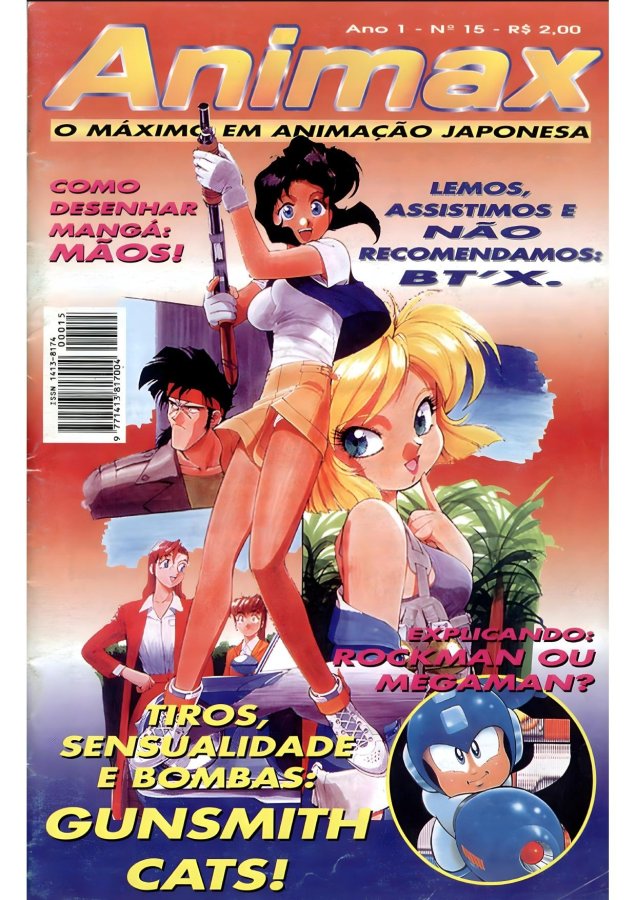 Ano 1 - Nº 15 - R$ 2,00
Animax
O MÁXIMO EM ANIMAÇÃO JAPONESA
COMO
DESENHAR
MANGÁ:
MÃOS!
LEMOS,
ASSISTIMOS E
NÃO
RECOMENDAMOS:
BT'X.
ISSN 1413-8174
00015
9 771413 817004
EXPLICANDO:
ROCKMAN OU
MEGAMAN?
TIROS,
SENSUALIDADE
E BOMBAS:
GUNSMITH
CATS!